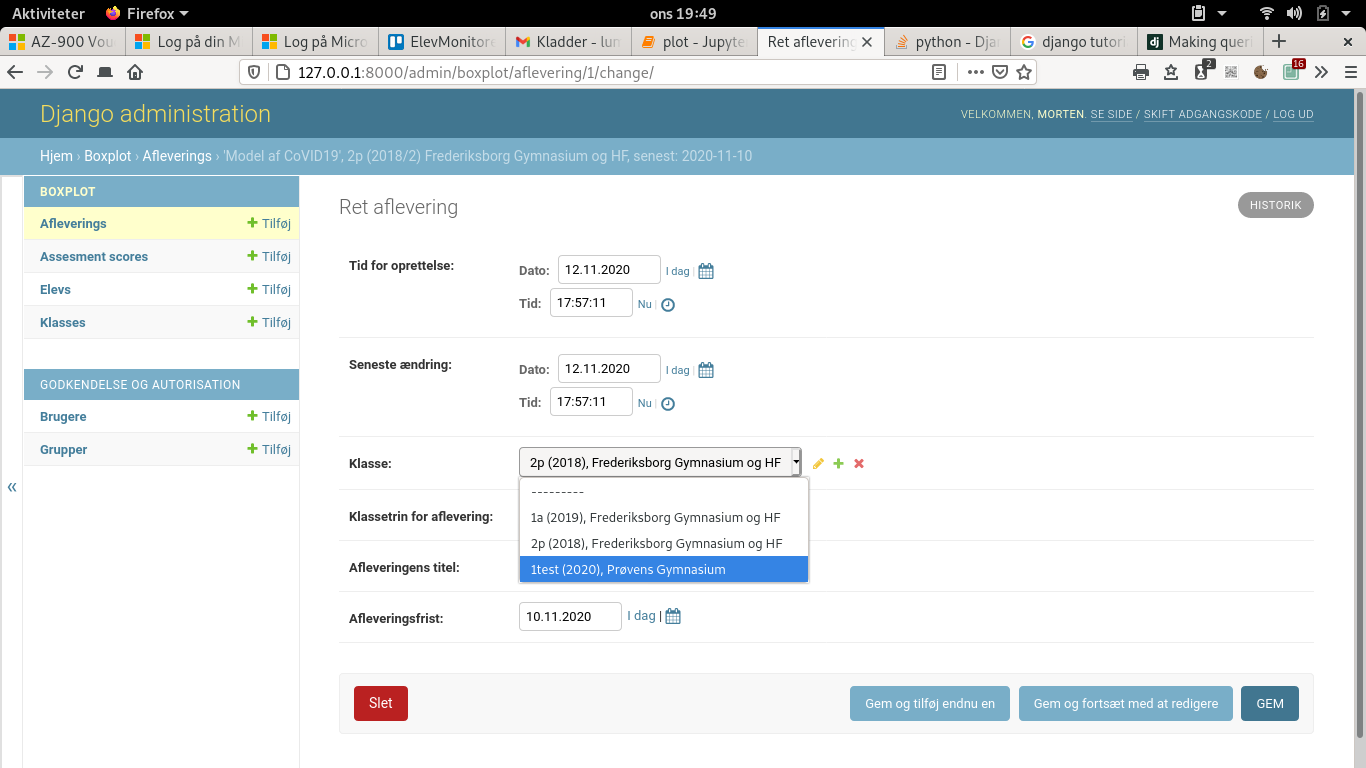 Aktiviteter Firefox ons 19:49
AZ-900 Vou Log på din M Log på Micro ElevMonitore Kladder - lun plot - Jupyte Ret aflevering python - Dja django tutori Making quer
127.0.0.1:8000/admin/boxplot/aflevering/1/change/ 2 16
Django administration
VELKOMMEN, MORTEN. SE SIDE / SKIFT ADGANGSKODE / LOG UD
Hjem › Boxplot › Afleverings › 'Model af CoVID19', 2p (2018/2) Frederiksborg Gymnasium og HF, senest: 2020-11-10
BOXPLOT
Afleverings Tilføj
Assesment scores Tilføj
Elevs Tilføj
Klasses Tilføj
GODKENDELSE OG AUTORISATION
Brugere Tilføj
Grupper Tilføj
«
Ret aflevering
HISTORIK
Tid for oprettelse:
Dato: 12.11.2020 I dag |
Tid: 17:57:11 Nu |
Seneste ændring:
Dato: 12.11.2020 I dag |
Tid: 17:57:11 Nu |
Klasse: 2p (2018), Frederiksborg Gymnasium og HF
---------
1a (2019), Frederiksborg Gymnasium og HF
2p (2018), Frederiksborg Gymnasium og HF
1test (2020), Prøvens Gymnasium
Klassetrin for aflevering:
Afleveringens titel:
Afleveringsfrist: 10.11.2020 I dag |
Slet
Gem og tilføj endnu en Gem og fortsæt med at redigere GEM